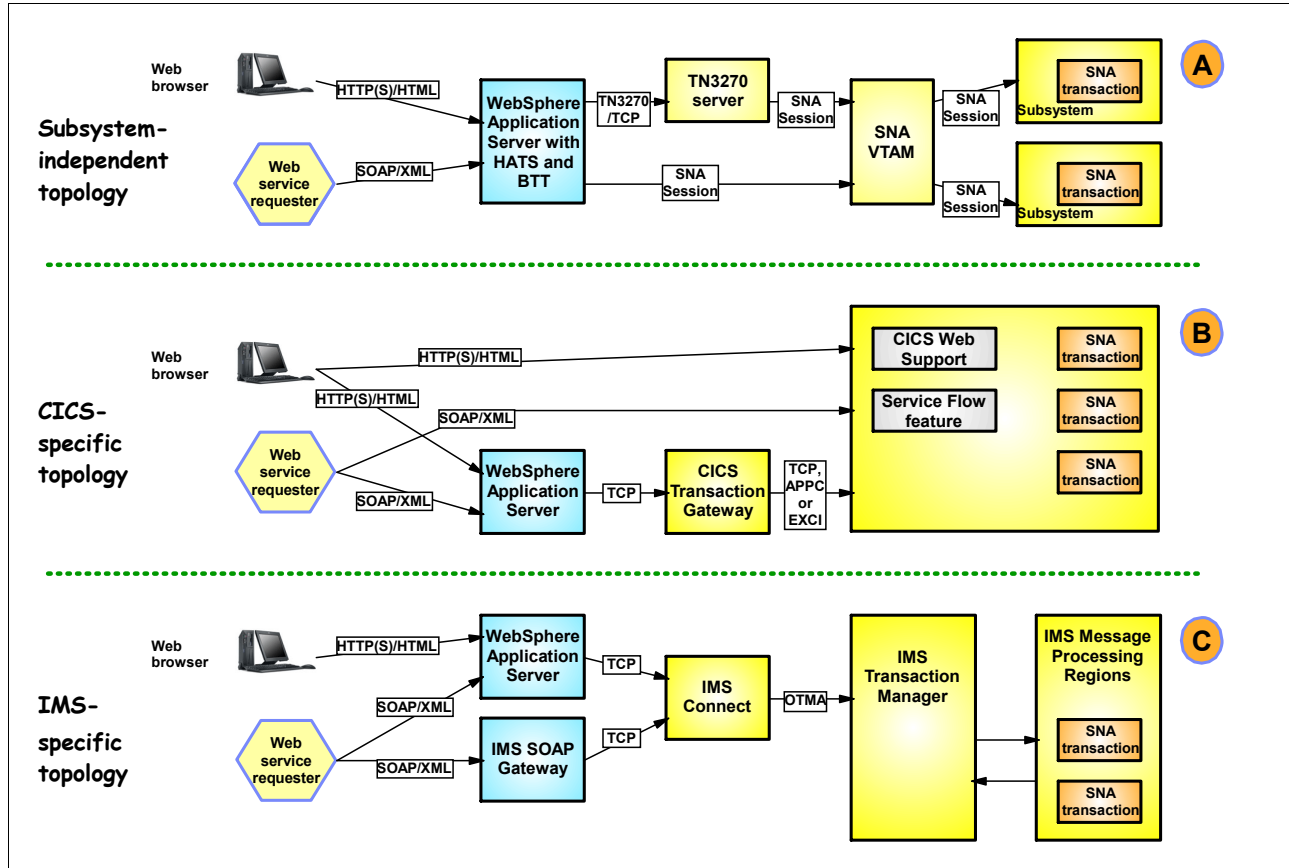 Web
browser
HTTP(S)/HTML
Subsystem-
independent
topology
Web
service
requester
SOAP/XML
WebSphere
Application
Server with
HATS and
BTT
TN3270
/TCP
TN3270
server
SNA
Session
SNA
Session
SNA
VTAM
SNA
Session
SNA
Session
SNA
transaction
Subsystem
SNA
transaction
Subsystem
A
Web
browser
HTTP(S)/HTML
HTTP(S)/HTML
CICS-
specific
topology
Web
service
requester
SOAP/XML
SOAP/XML
WebSphere
Application
Server
TCP
CICS
Transaction
Gateway
TCP,
APPC
or
EXCI
CICS Web
Support
Service Flow
feature
SNA
transaction
SNA
transaction
SNA
transaction
B
Web
browser
HTTP(S)/HTML
IMS-
specific
topology
Web
service
requester
SOAP/XML
SOAP/XML
WebSphere
Application
Server
IMS SOAP
Gateway
TCP
TCP
IMS
Connect
OTMA
IMS
Transaction
Manager
IMS Message
Processing
Regions
SNA
transaction
SNA
transaction
C